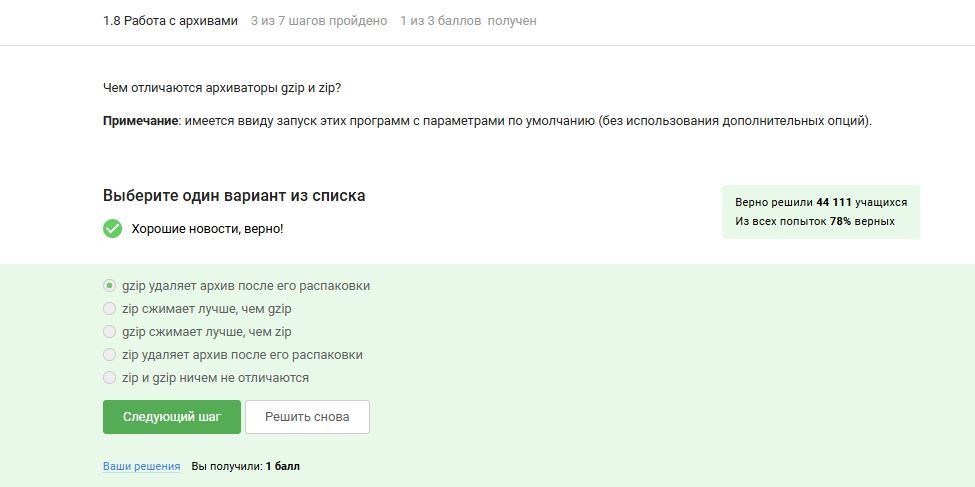 1.8 Работа с архивами 3 из 7 шагов пройдено 1 из 3 баллов получен
Чем отличаются архиваторы gzip и zip?
Примечание: имеется ввиду запуск этих программ с параметрами по умолчанию (без использования дополнительных опций).
Выберите один вариант из списка
Хорошие новости, верно!
Верно решили 44 111 учащихся
Из всех попыток 78% верных
gzip удаляет архив после его распаковки
zip сжимает лучше, чем gzip
gzip сжимает лучше, чем zip
zip удаляет архив после его распаковки
zip и gzip ничем не отличаются
Следующий шаг Решить снова
Ваши решения Вы получили: 1 балл